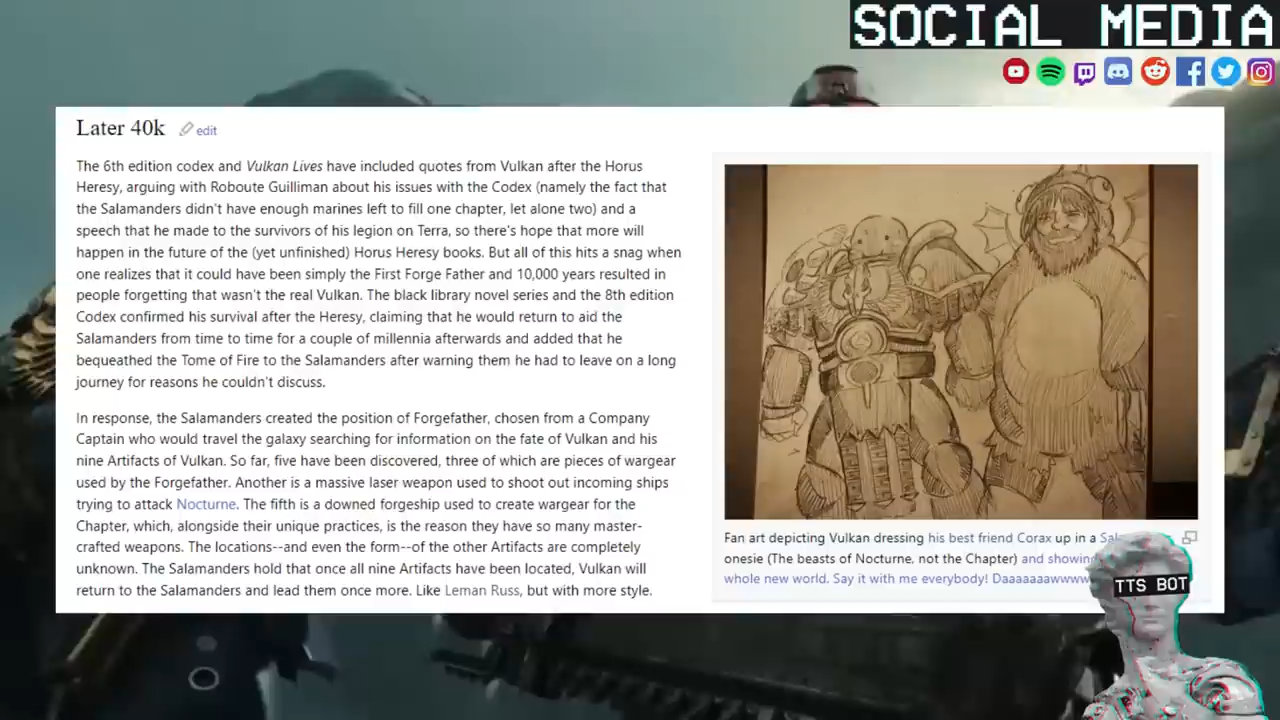 SOCIAL MEDIA
Later 40k edit
The 6th edition codex and Vulkan Lives have included quotes from Vulkan after the Horus
Heresy, arguing with Roboute Guilliman about his issues with the Codex (namely the fact that
the Salamanders didn't have enough marines left to fill one chapter, let alone two) and a
speech that he made to the survivors of his legion on Terra, so there's hope that more will
happen in the future of the (yet unfinished) Horus Heresy books. But all of this hits a snag when
one realizes that it could have been simply the First Forge Father and 10,000 years resulted in
people forgetting that wasn't the real Vulkan. The black library novel series and the 8th edition
Codex confirmed his survival after the Heresy, claiming that he would return to aid the
Salamanders from time to time for a couple of millennia afterwards and added that he
bequeathed the Tome of Fire to the Salamanders after warning them he had to leave on a long
journey for reasons he couldn't discuss.
In response, the Salamanders created the position of Forgefather, chosen from a Company
Captain who would travel the galaxy searching for information on the fate of Vulkan and his
nine Artifacts of Vulkan. So far, five have been discovered, three of which are pieces of wargear
used by the Forgefather. Another is a massive laser weapon used to shoot out incoming ships
trying to attack Nocturne. The fifth is a downed forgeship used to create wargear for the
Chapter, which, alongside their unique practices, is the reason they have so many master-
crafted weapons. The locations--and even the form--of the other Artifacts are completely
unknown. The Salamanders hold that once all nine Artifacts have been located, Vulkan will
return to the Salamanders and lead them once more. Like Leman Russ, but with more style.
Fan art depicting Vulkan dressing his best friend Corax up in a
onesie (The beasts of Nocturne, not the Chapter) and showing
whole new world. Say it with me everybody! Daaaaaaawwww
TTS BOT